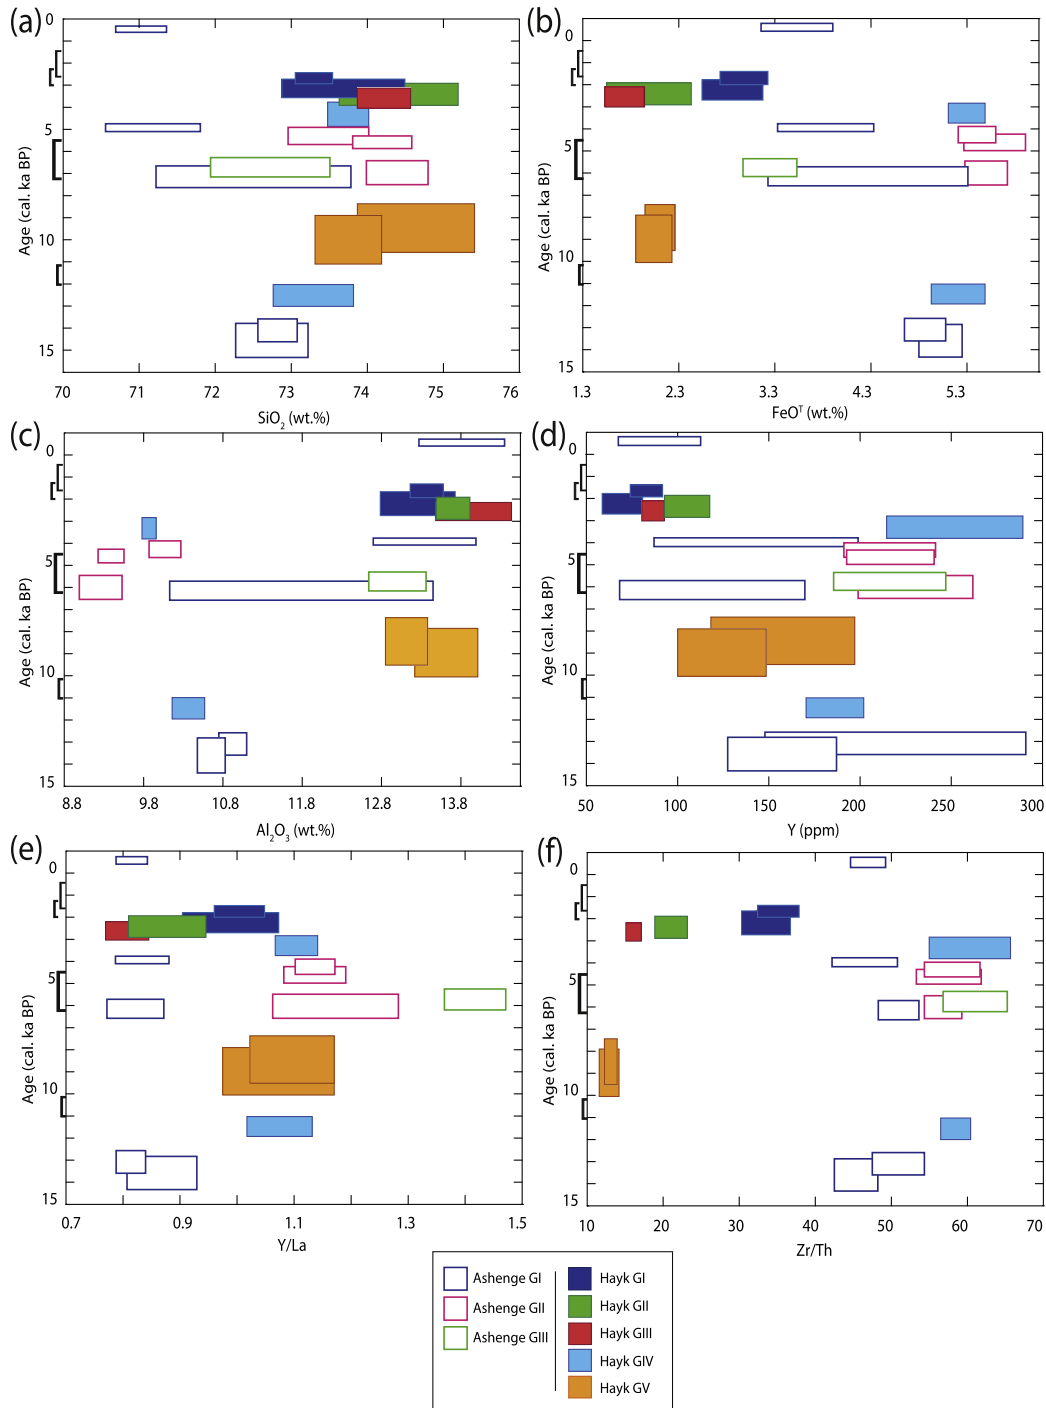 (a)
0
5
10
15
Age (cal. ka BP)
70 71 72 73 74 75 76
SiO2 (wt.%)
(b)
0
5
10
15
Age (cal. ka BP)
1.3 2.3 3.3 4.3 5.3
FeOᵀ (wt.%)
(c)
0
5
10
15
Age (cal. ka BP)
8.8 9.8 10.8 11.8 12.8 13.8
Al2O3 (wt.%)
(d)
0
5
10
15
Age (cal. ka BP)
50 100 150 200 250 300
Y (ppm)
(e)
0
5
10
15
Age (cal. ka BP)
0.7 0.9 1.1 1.3 1.5
Y/La
(f)
0
5
10
15
Age (cal. ka BP)
10 20 30 40 50 60 70
Zr/Th
Ashenge GI
Ashenge GII
Ashenge GIII
Hayk GI
Hayk GII
Hayk GIII
Hayk GIV
Hayk GV